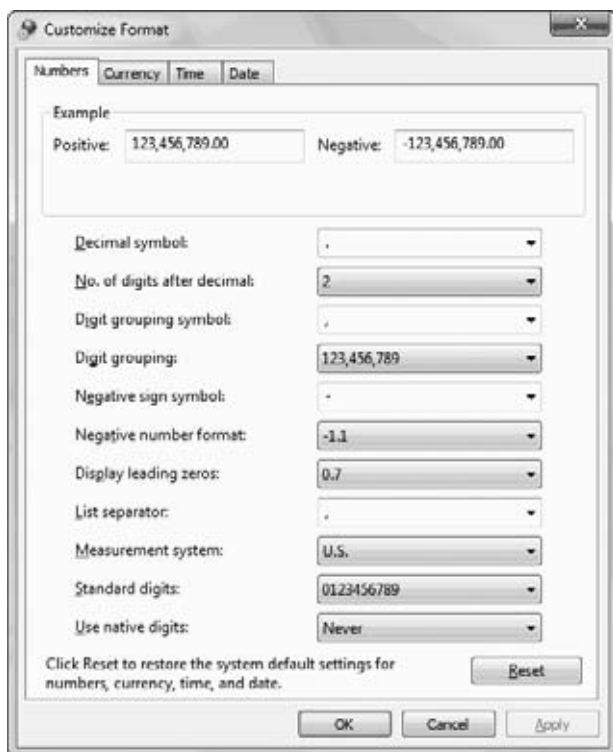 Customize Format
Numbers Currency Time Date
Example
Positive: 123,456,789.00 Negative: -123,456,789.00
Decimal symbol: .
No. of digits after decimal: 2
Digit grouping symbol: ,
Digit grouping: 123,456,789
Negative sign symbol: -
Negative number format: -1.1
Display leading zeros: 0.7
List separator: ,
Measurement system: U.S.
Standard digits: 0123456789
Use native digits: Never
Click Reset to restore the system default settings for
numbers, currency, time, and date.
Reset
OK Cancel Apply